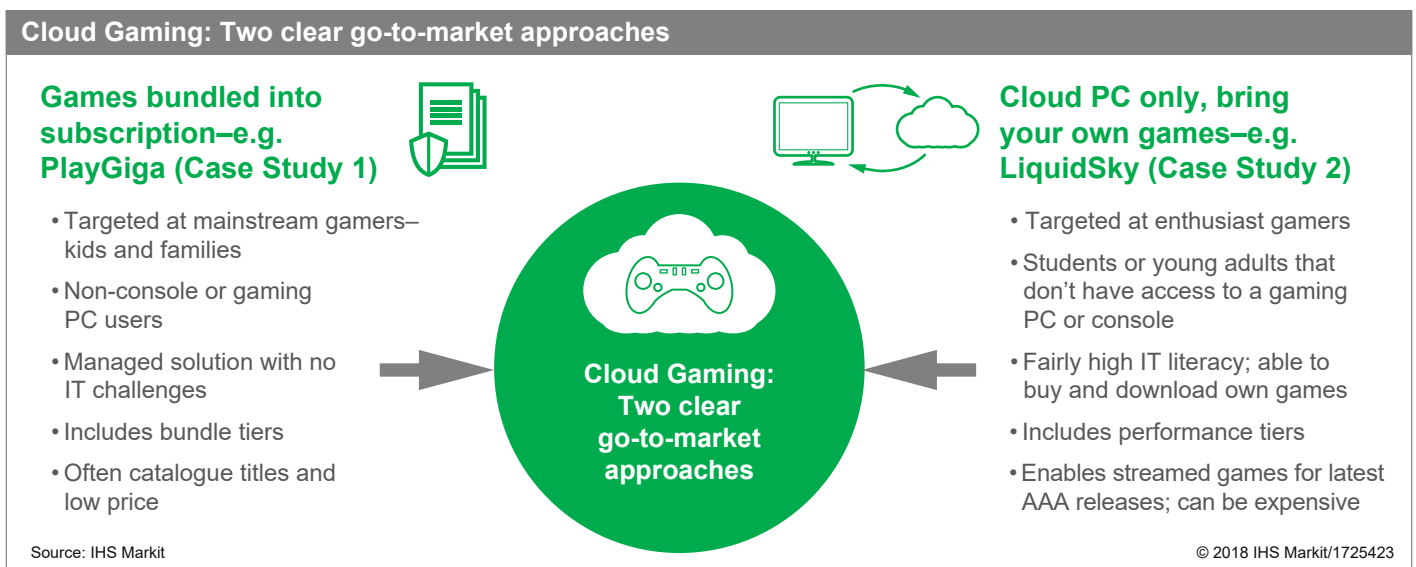 Cloud Gaming: Two clear go-to-market approaches
Games bundled into
subscription–e.g.
PlayGiga (Case Study 1)
• Targeted at mainstream gamers–
kids and families
• Non-console or gaming
PC users
• Managed solution with no
IT challenges
• Includes bundle tiers
• Often catalogue titles and
low price
Cloud Gaming:
Two clear
go-to-market
approaches
Cloud PC only, bring
your own games–e.g.
LiquidSky (Case Study 2)
• Targeted at enthusiast gamers
• Students or young adults that
don’t have access to a gaming
PC or console
• Fairly high IT literacy; able to
buy and download own games
• Includes performance tiers
• Enables streamed games for latest
AAA releases; can be expensive
Source: IHS Markit
© 2018 IHS Markit/1725423